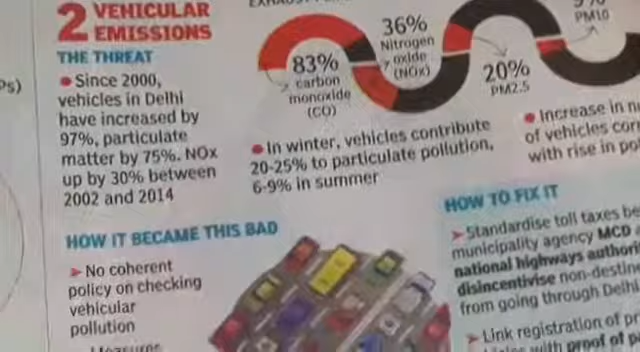 2 VEHICULAR
EMISSIONS
THE THREAT
• Since 2000,
vehicles in Delhi
have increased by
97%, particulate
matter by 75%. NOx
up by 30% between
2002 and 2014
83%
carbon
monoxide
(CO)
36%
Nitrogen
oxide
(NOx)
20%
PM2.5
PM10
• In winter, vehicles contribute
20-25% to particulate pollution,
6-9% in summer
• Increase in
of vehicles
with rise in
HOW IT BECAME THIS BAD
➤ No coherent
policy on checking
vehicular
pollution
HOW TO FIX IT
➤ Standardise toll taxes
municipality agency MCD
national highways
disincentivise
from going through Delhi
➤ Link registration of
with proof of